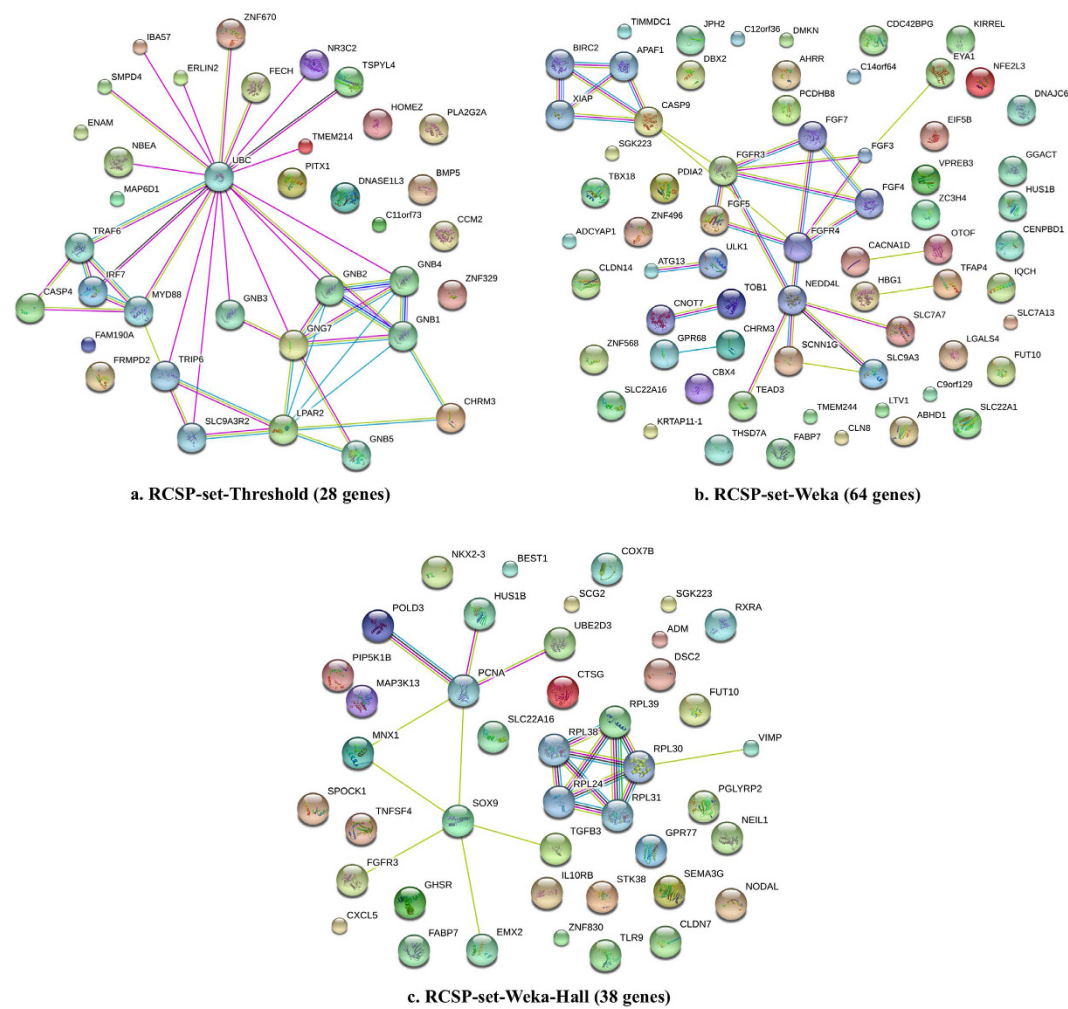 ZNF670
IBA57
NR3C2
ERLIN2
FECH
TSPYL4
SMPD4
HOMEZ
PLA2G2A
ENAM
TMEM214
NBEA
UBC
PITX1
DNASE1L3
BMP5
MAP6D1
C11orf73
CCM2
TRAF6
GNB4
GNB2
IRF7
ZNF329
CASP4
MYD88
GNB3
GNB1
GNG7
FAM190A
FRMPD2
TRIP6
CHRM3
LPAR2
SLC9A3R2
GNB5
a. RCSP-set-Threshold (28 genes)
TIMMDC1
JPH2
C12orf36
DMKN
CDC42BPG
KIRREL
BIRC2
APAF1
DBX2
AHRR
C14orf64
EYA1
NFE2L3
XIAP
CASP9
PCDHB8
DNAJC6
FGF7
EIF5B
SGK223
FGFR3
FGF3
VPREB3
GGACT
TBX18
PDIA2
FGF4
HUS1B
FGF5
ZC3H4
ZNF496
FGFR4
CENPBD1
ADCYAP1
OTOF
ULK1
CACNA1D
CLDN14
ATG13
NEDD4L
HBG1
TFAP4
IQCH
TOB1
CNOT7
SLC7A7
SLC7A13
CHRM3
ZNF568
GPR68
SCNN1G
LGALS4
SLC9A3
FUT10
SLC22A16
CBX4
C9orf129
TEAD3
LTV1
TMEM244
ABHD1
SLC22A1
KRTAP11-1
CLN8
THSD7A
FABP7
b. RCSP-set-Weka (64 genes)
NKX2-3
BEST1
COX7B
HUS1B
SCG2
SGK223
POLD3
RXRA
UBE2D3
ADM
PIP5K1B
PCNA
DSC2
MAP3K13
CTSG
FUT10
RPL39
SLC22A16
MNX1
RPL38
RPL30
VIMP
RPL24
RPL31
PGLYRP2
SPOCK1
TNFSF4
SOX9
NEIL1
TGFB3
GPR77
FGFR3
GHSR
IL10RB
STK38
SEMA3G
NODAL
CXCL5
FABP7
EMX2
ZNF830
TLR9
CLDN7
c. RCSP-set-Weka-Hall (38 genes)